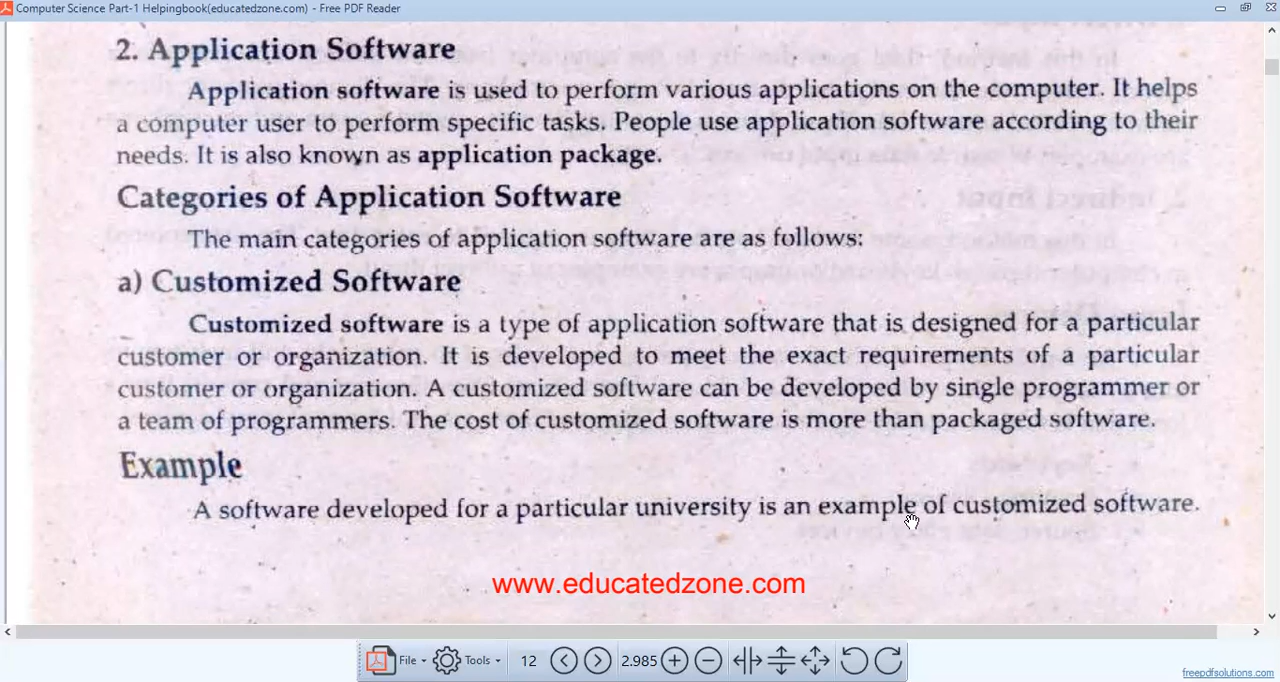 Computer Science Part-1 Helpingbook(educatedzone.com) - Free PDF Reader
2. Application Software
Application software is used to perform various applications on the computer. It helps
a computer user to perform specific tasks. People use application software according to their
needs. It is also known as application package.
Categories of Application Software
The main categories of application software are as follows:
a) Customized Software
Customized software is a type of application software that is designed for a particular
customer or organization. It is developed to meet the exact requirements of a particular
customer or organization. A customized software can be developed by single programmer or
a team of programmers. The cost of customized software is more than packaged software.
Example
A software developed for a particular university is an example of customized software.
www.educatedzone.com
File Tools 12 2.985
freepdfsolutions.com